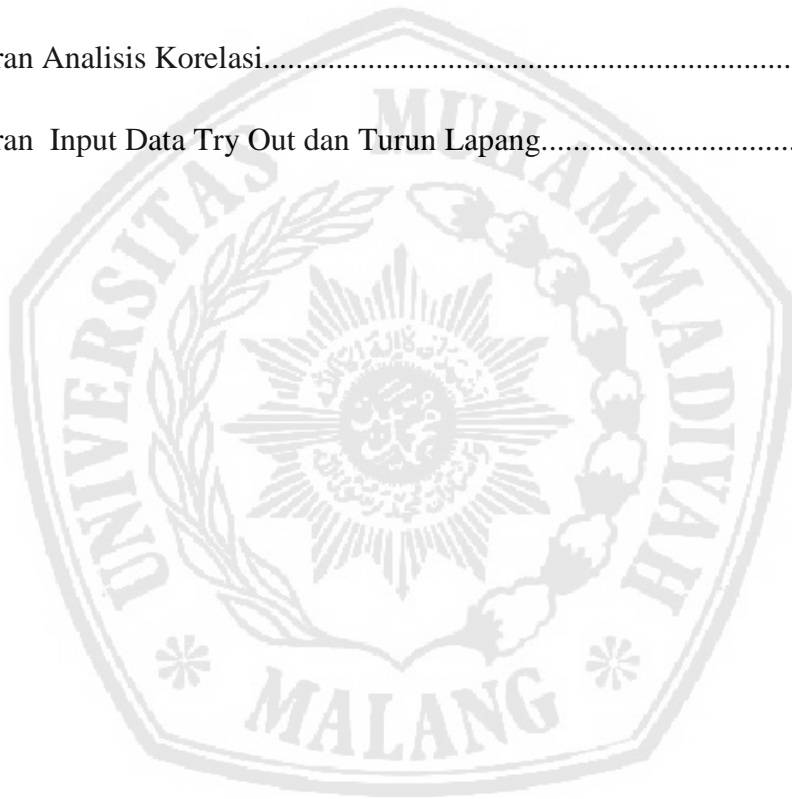 ran Analisis Korelasi....................................................................
ran  Input Data Try Out dan Turun Lapang................................
UNIVERSITAS MUHAMMADIYAH
MALANG